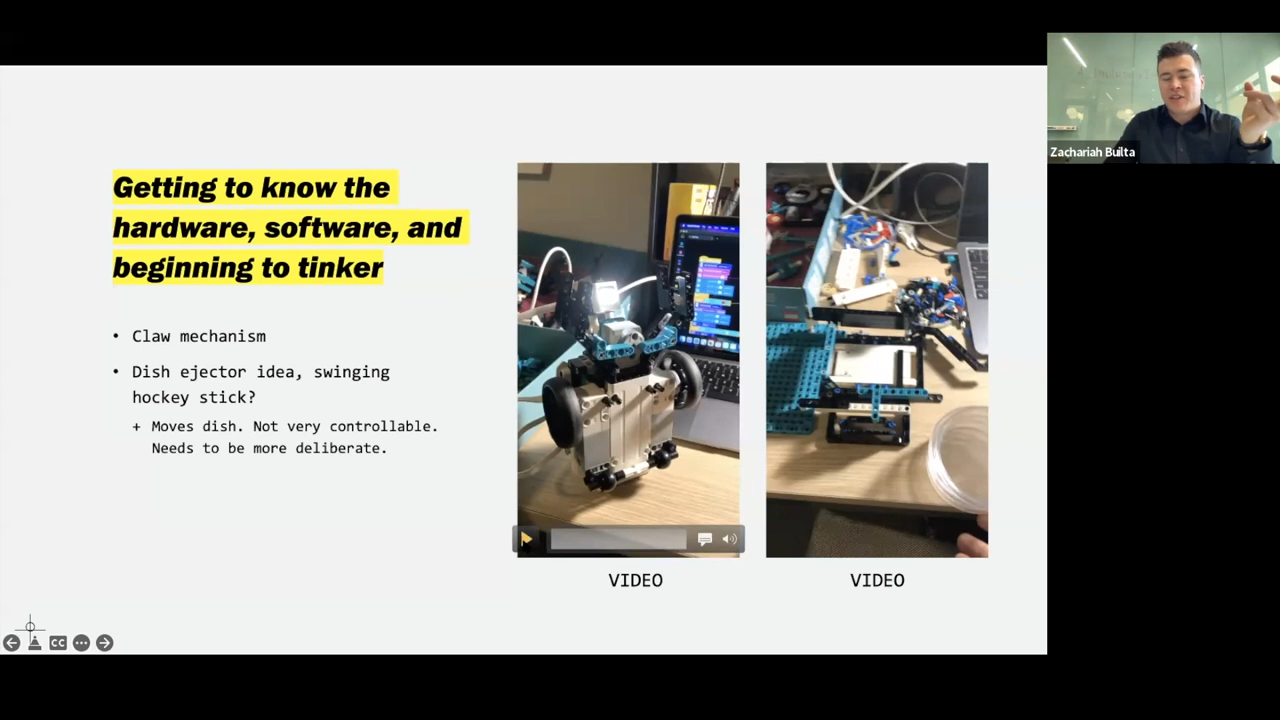 Getting to know the
hardware, software, and
beginning to tinker
• Claw mechanism
• Dish ejector idea, swinging
hockey stick?
+ Moves dish. Not very controllable.
Needs to be more deliberate.
VIDEO
VIDEO
CC
Zachariah Builta